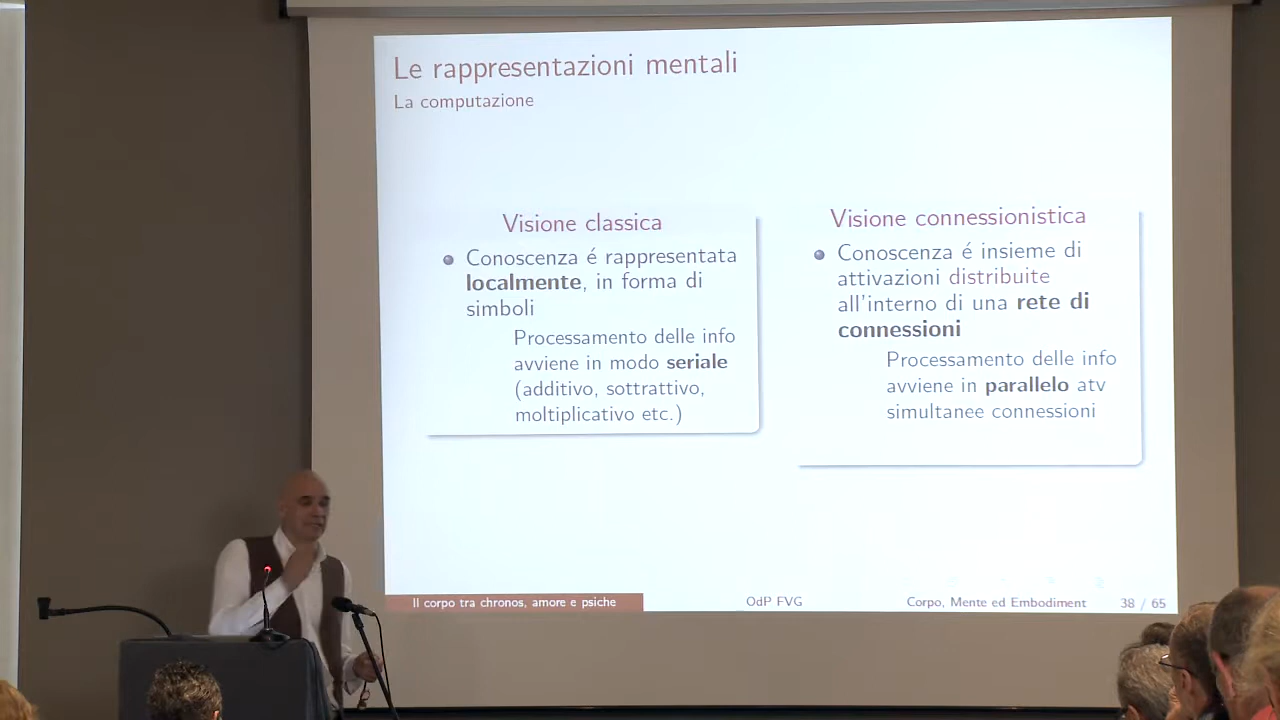 Le rappresentazioni mentali
La computazione
Visione classica
Conoscenza é rappresentata
localmente, in forma di
simboli
Processamento delle info
avviene in modo seriale
(additivo, sottrattivo,
moltiplicativo etc.)
Visione connessionistica
Conoscenza é insieme di
attivazioni distribuite
all'interno di una rete di
connessioni
Processamento delle info
avviene in parallelo atv
simultanee connessioni
Il corpo tra chronos, amore e psiche
OdP FVG
Corpo, Mente ed Embodiment
38 / 65